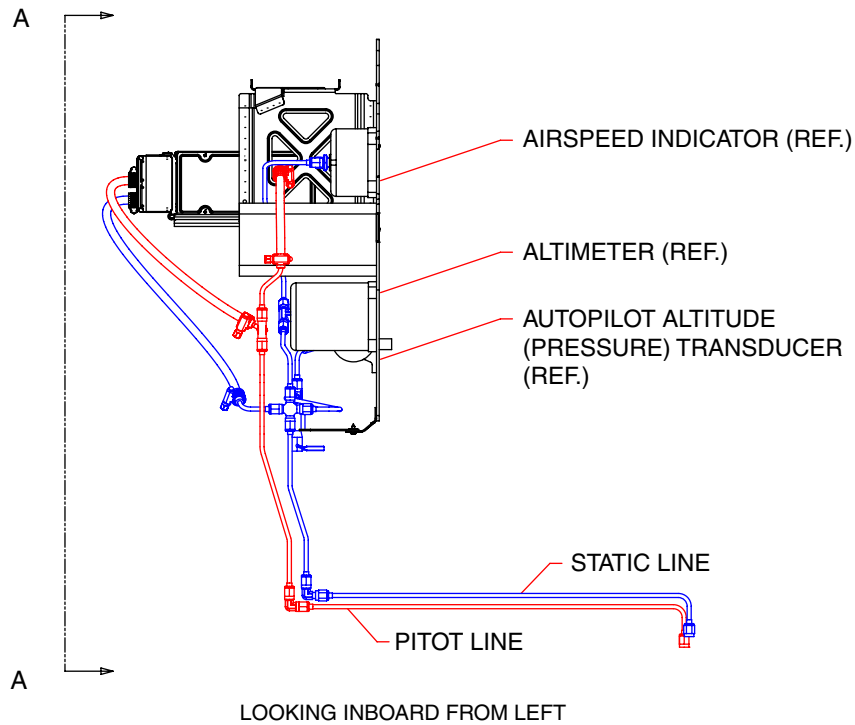 A
AIRSPEED INDICATOR (REF.)
ALTIMETER (REF.)
AUTOPILOT ALTITUDE
(PRESSURE) TRANSDUCER
(REF.)
STATIC LINE
PITOT LINE
A
LOOKING INBOARD FROM LEFT